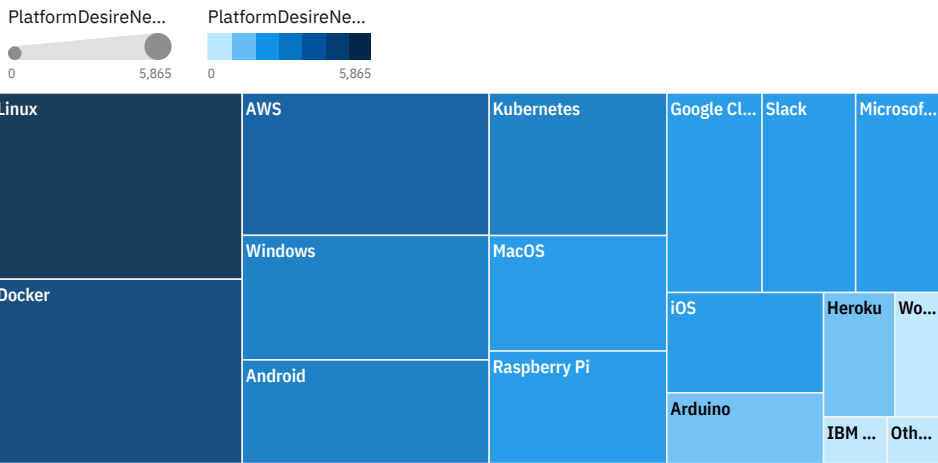 PlatformDesireNe... PlatformDesireNe...
0 5,865 0 5,865
Linux AWS Kubernetes Google Cl... Slack Microsof...
Windows MacOS
Docker iOS Heroku Wo...
Android Raspberry Pi
Arduino
IBM ... Oth...